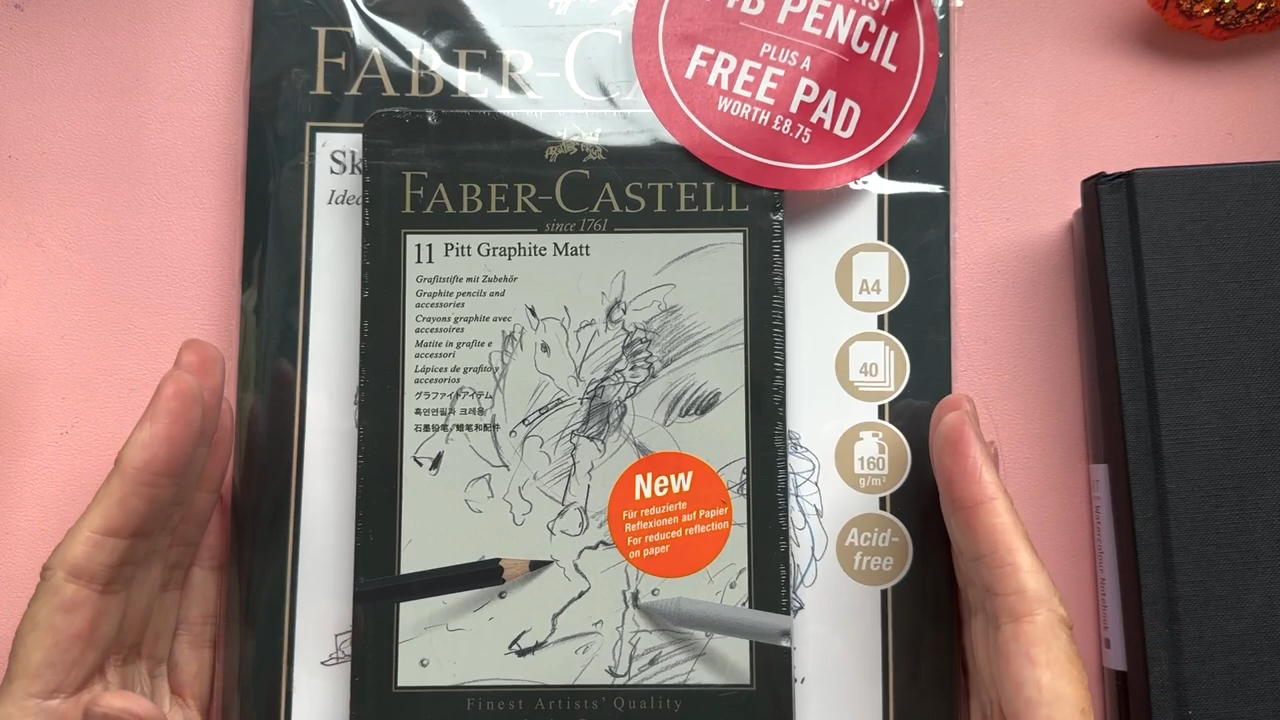 PENCIL
PLUS A
FREE PAD
WORTH £8.75
FABER-C
Sk
FABER-CASTELL
since 1761
11 Pitt Graphite Matt
Grafitstifte mit Zubehör
Graphite pencils and
accessories
Crayons graphite avec
accessoires
Matite in grafite e
accessori
Lápices de grafito y
accesorios
グラファイトアイテム
흑연연필과 크레용
石墨铅笔/蜡笔和配件
New
Für reduzierte
Reflexionen auf Papier
For reduced reflection
on paper
Finest Artists' Quality
A4
40
160
g/m²
Acid-
free
Watercolour Notebook